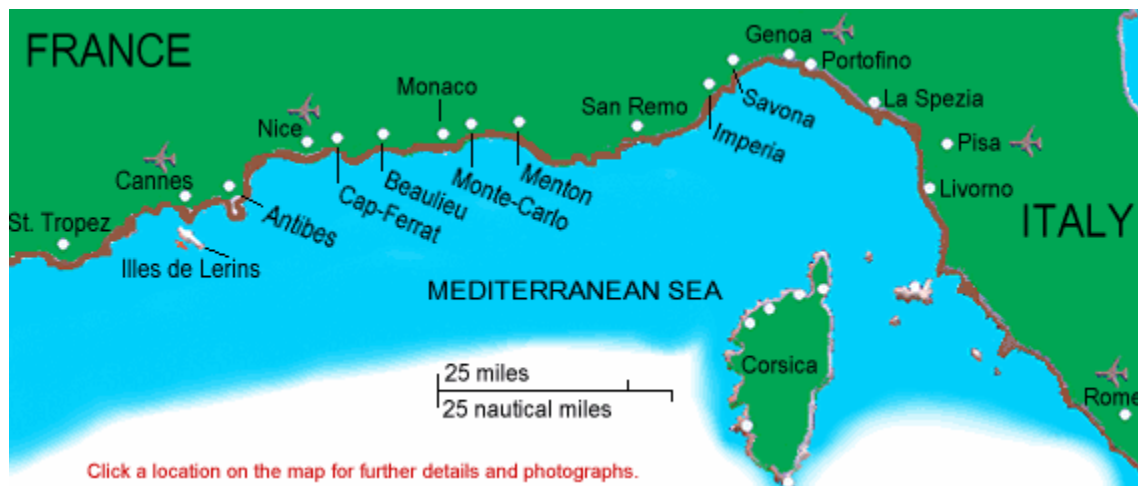 FRANCE
Genoa
Portofino
Monaco
La Spezia
San Remo
Savona
Nice
Imperia
Pisa
Cannes
Beaulieu
Monte-Carlo
Menton
Livorno
Cap-Ferrat
St. Tropez
Antibes
ITALY
Illes de Lerins
MEDITERRANEAN SEA
Corsica
25 miles
25 nautical miles
Rome
Click a location on the map for further details and photographs.